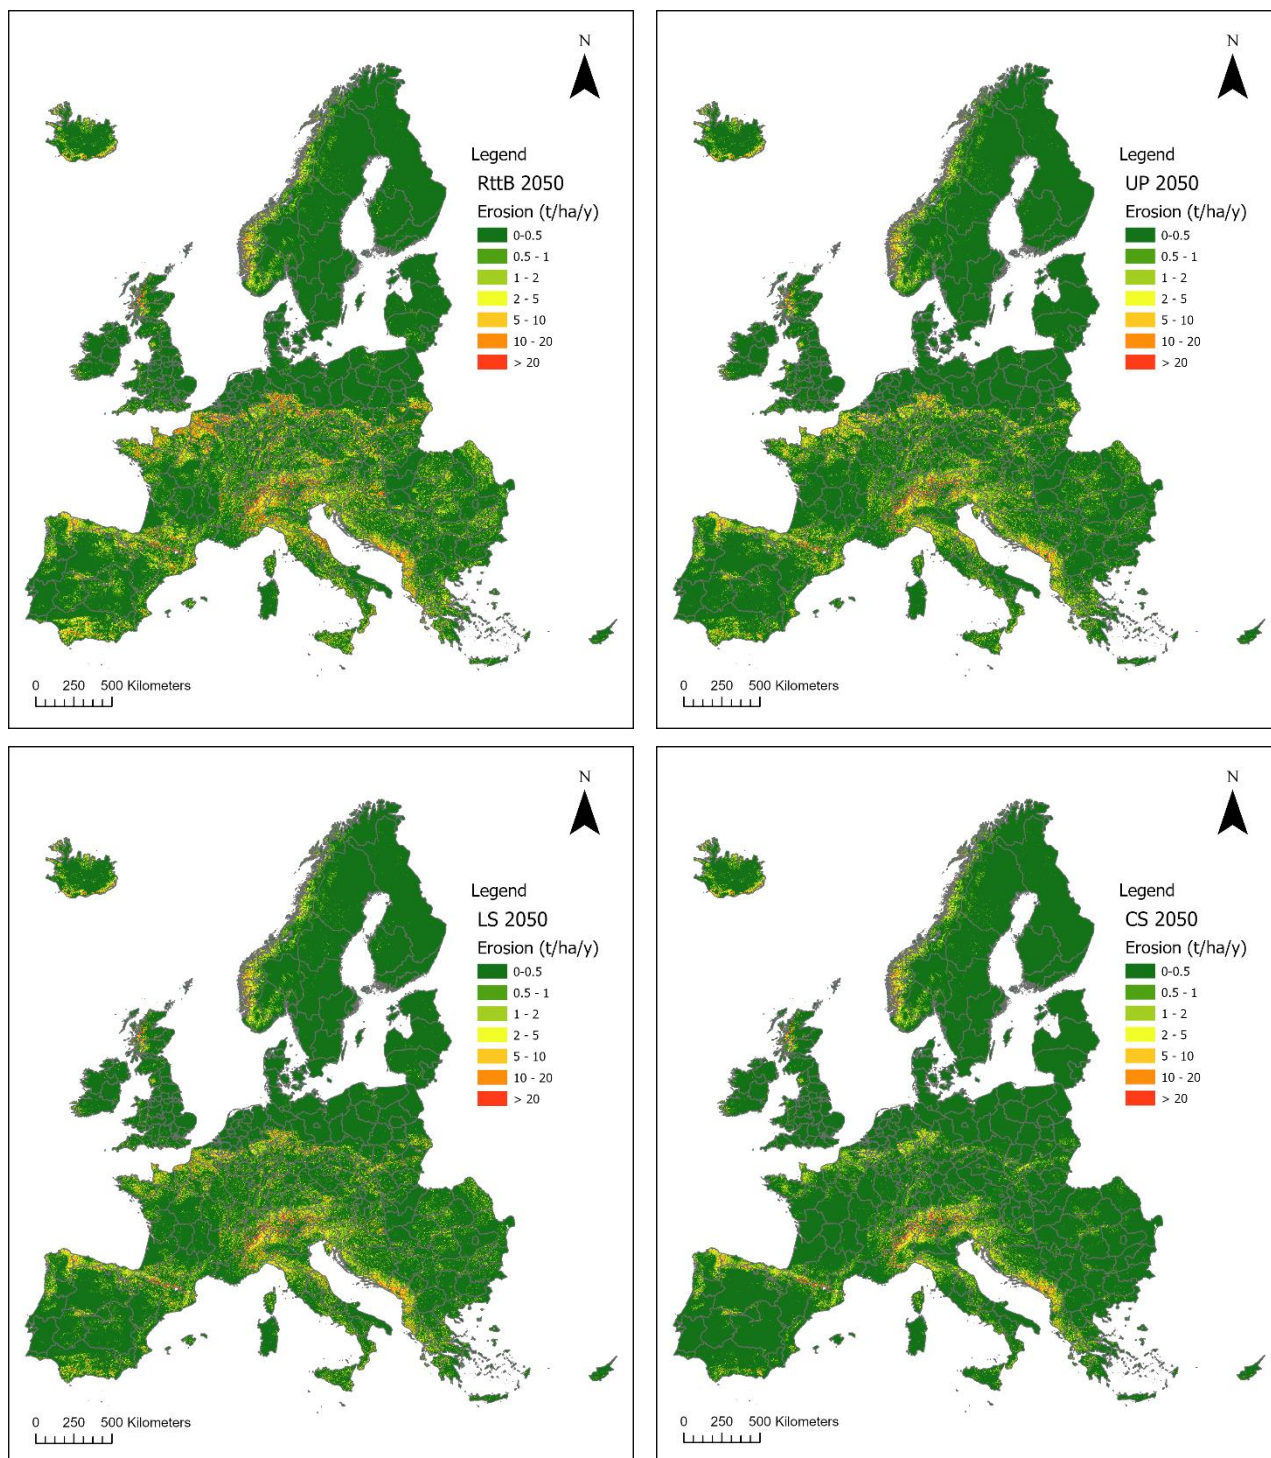 N
Legend
RttB 2050
Erosion (t/ha/y)
0-0.5
0.5 - 1
1 - 2
2 - 5
5 - 10
10 - 20
> 20
0 250 500 Kilometers
N
Legend
UP 2050
Erosion (t/ha/y)
0-0.5
0.5 - 1
1 - 2
2 - 5
5 - 10
10 - 20
> 20
0 250 500 Kilometers
N
Legend
LS 2050
Erosion (t/ha/y)
0-0.5
0.5 - 1
1 - 2
2 - 5
5 - 10
10 - 20
> 20
0 250 500 Kilometers
N
Legend
CS 2050
Erosion (t/ha/y)
0-0.5
0.5 - 1
1 - 2
2 - 5
5 - 10
10 - 20
> 20
0 250 500 Kilometers